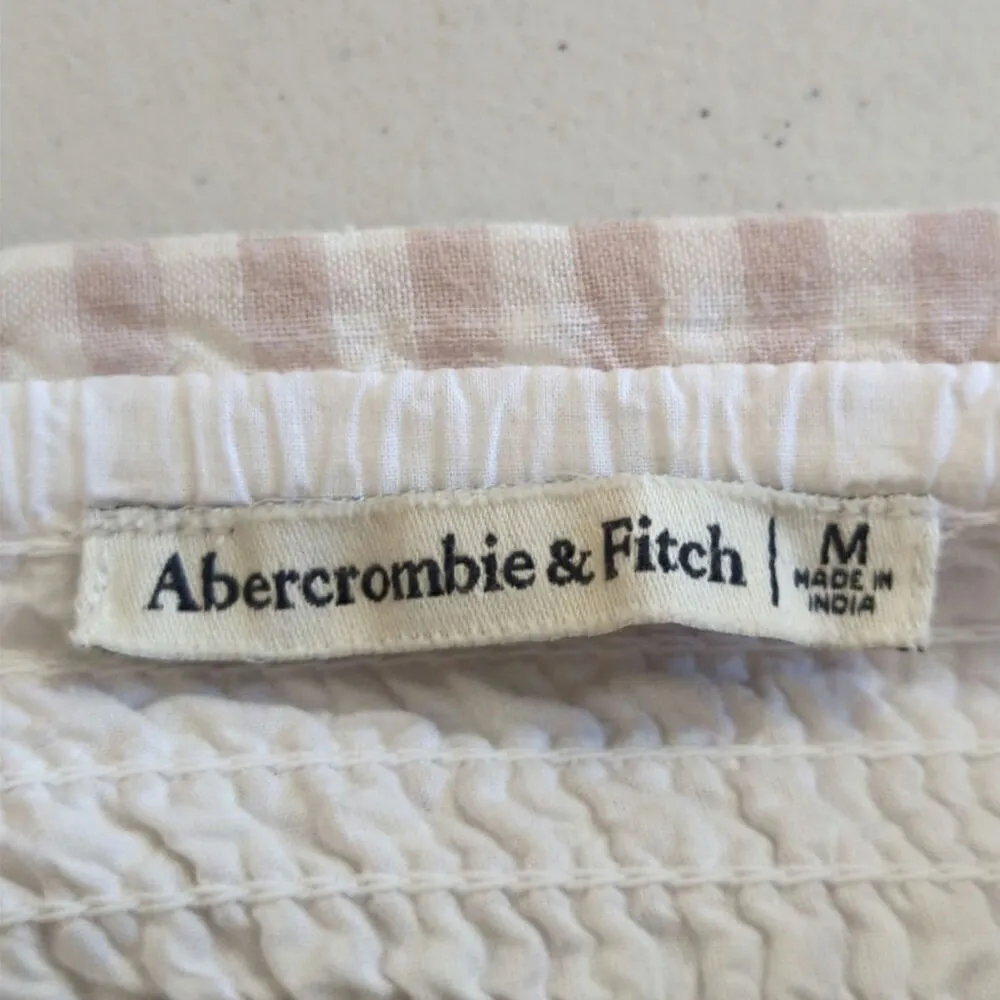 Abercrombie & Fitch | M
MADE IN
INDIA